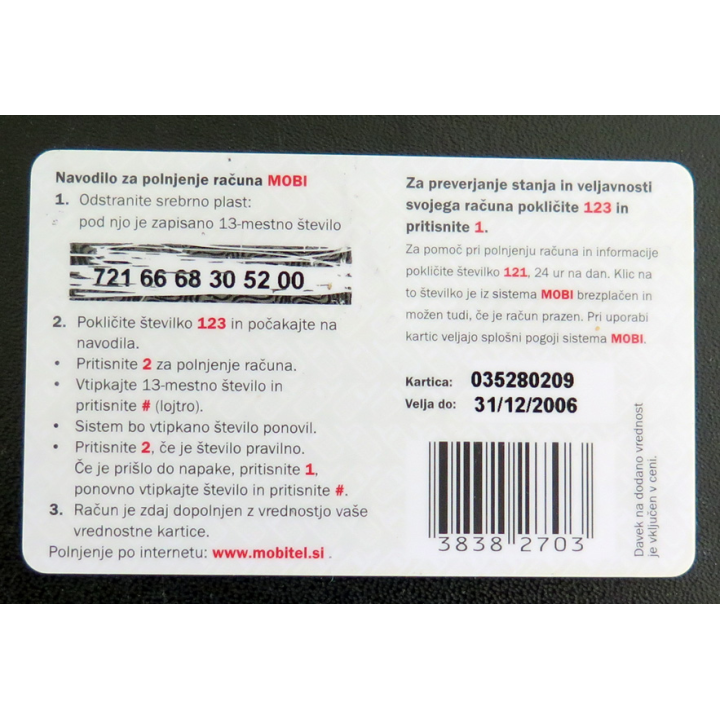 Navodilo za polnjenje računa MOBI
1. Odstranite srebrno plast:
pod njo je zapisano 13-mestno število
721 66 68 30 52 00
2. Pokličite številko 123 in počakajte na
navodila.
• Pritisnite 2 za polnjenje računa.
• Vtipkajte 13-mestno število in
pritisnite # (lojtro).
• Sistem bo vtipkano število ponovil.
• Pritisnite 2, če je število pravilno.
Če je prišlo do napake, pritisnite 1,
ponovno vtipkajte število in pritisnite #.
3. Račun je zdaj dopolnjen z vrednostjo vaše
vrednostne kartice.
Polnjenje po internetu: www.mobitel.si .
Za preverjanje stanja in veljavnosti
svojega računa pokličite 123 in
pritisnite 1.
Za pomoč pri polnjenju računa in informacije
pokličite številko 121, 24 ur na dan. Klic na
to številko je iz sistema MOBI brezplačen in
možen tudi, če je račun prazen. Pri uporabi
kartic veljajo splošni pogoji sistema MOBI.
Kartica: 035280209
Velja do: 31/12/2006
3838 2703
Davek na dodano vrednost
je vključen v ceni.